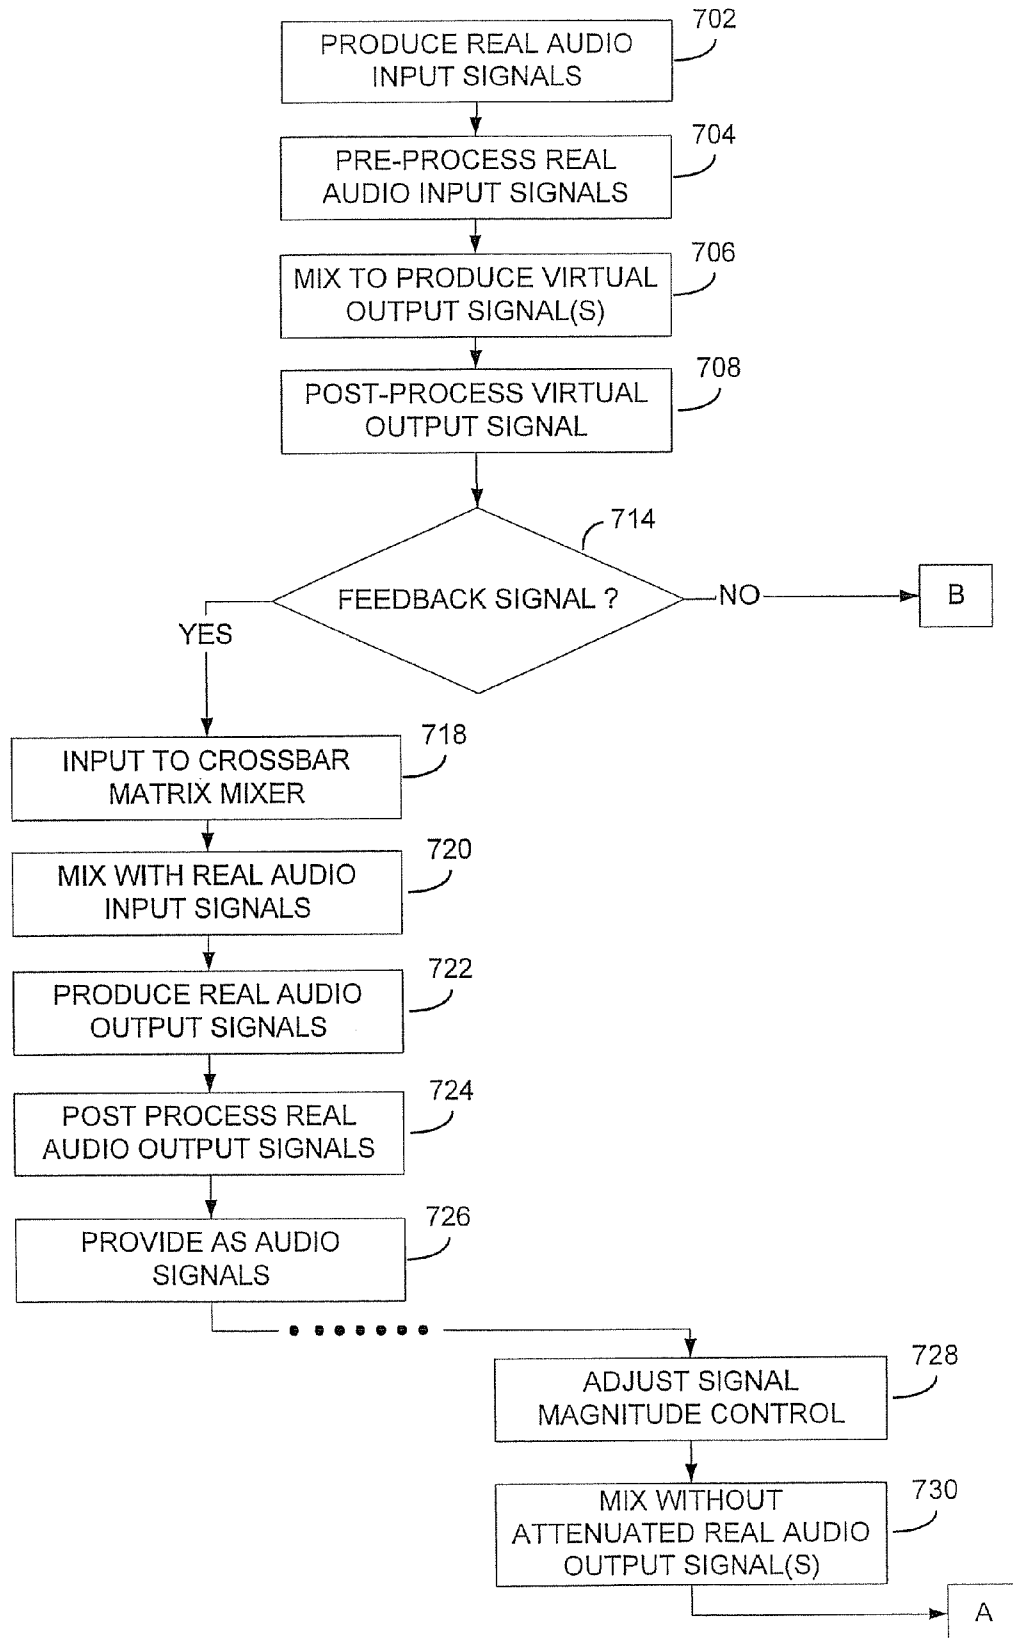 702
PRODUCE REAL AUDIO
INPUT SIGNALS
704
PRE-PROCESS REAL
AUDIO INPUT SIGNALS
706
MIX TO PRODUCE VIRTUAL
OUTPUT SIGNAL(S)
708
POST-PROCESS VIRTUAL
OUTPUT SIGNAL
714
FEEDBACK SIGNAL ?
NO
B
YES
718
INPUT TO CROSSBAR
MATRIX MIXER
720
MIX WITH REAL AUDIO
INPUT SIGNALS
722
PRODUCE REAL AUDIO
OUTPUT SIGNALS
724
POST PROCESS REAL
AUDIO OUTPUT SIGNALS
726
PROVIDE AS AUDIO
SIGNALS
728
ADJUST SIGNAL
MAGNITUDE CONTROL
730
MIX WITHOUT
ATTENUATED REAL AUDIO
OUTPUT SIGNAL(S)
A